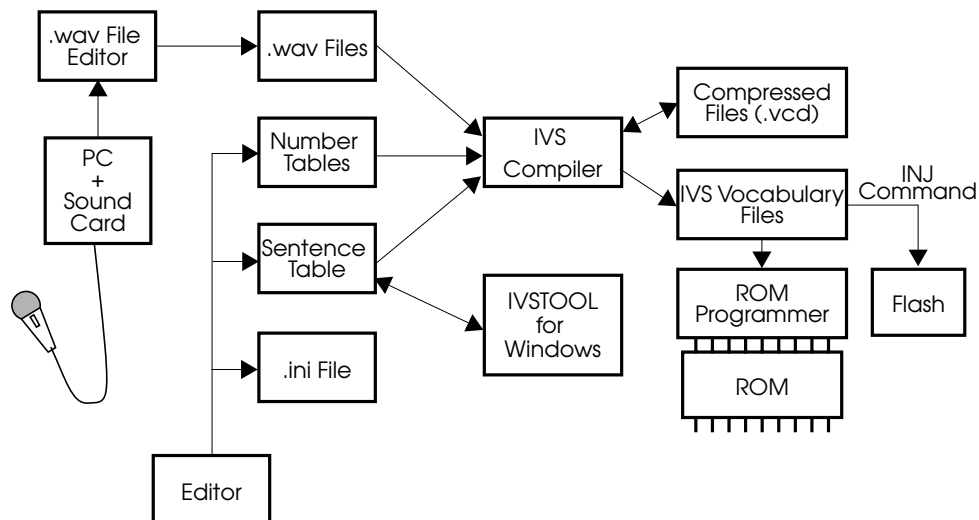 .wav File
Editor
.wav Files
PC
+
Sound
Card
Number
Tables
Sentence
Table
.ini File
Editor
IVS
Compiler
IVSTOOL
for
Windows
Compressed
Files (.vcd)
IVS Vocabulary
Files
INJ
Command
ROM
Programmer
ROM
Flash